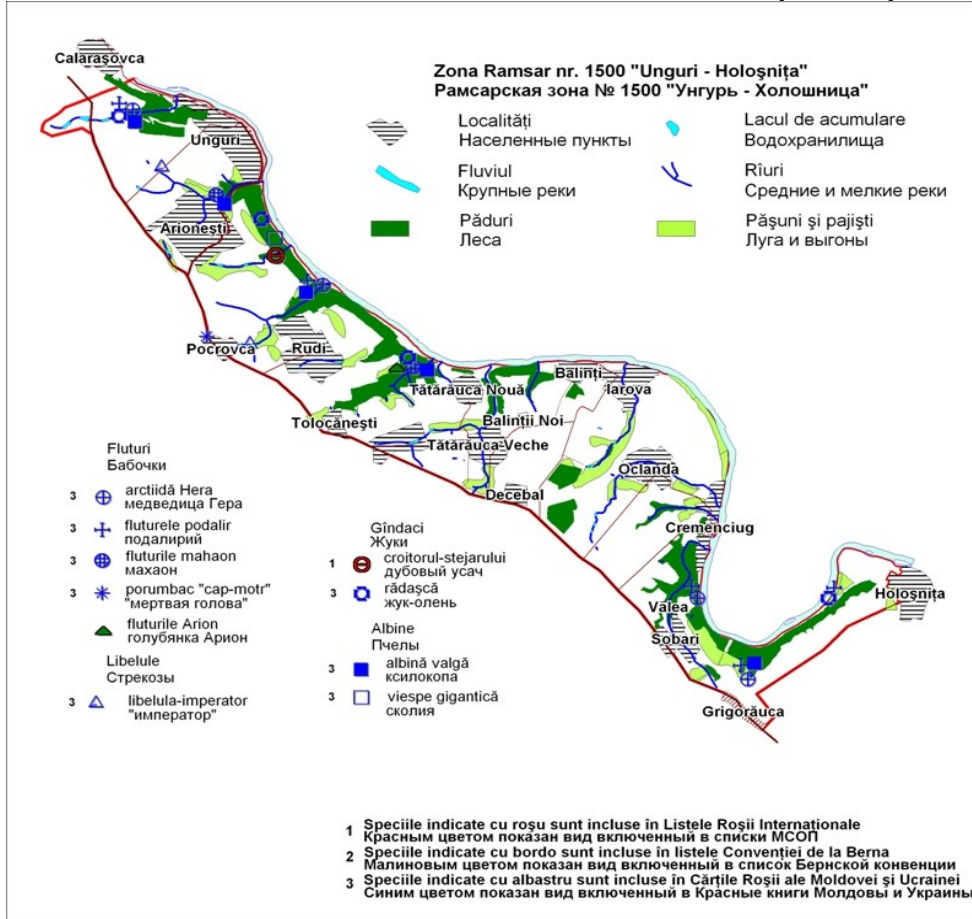 Zona Ramsar nr. 1500 "Unguri - Holoşniţa"
Рамсарская зона № 1500 "Унгурь - Холошница"
Localităţi
Населенные пункты
Lacul de acumulare
Водохранилища
Fluviul
Крупные реки
Rîuri
Средние и мелкие реки
Păduri
Леса
Păşuni şi pajişti
Луга и выгоны
Calaraşovca
Unguri
Arioneşti
Pocrovca
Rudi
Tolocăneşti
Tătărăuca Nouă
Balinţi
Iarova
Balinţii Noi
Tătărăuca-Veche
Decebal
Oclanda
Cremenciug
Valea
Sobari
Holoşniţa
Grigorăuca
Fluturi
Бабочки
3 arctiidă Hera
медведица Гера
3 fluturele podalir
подалирий
3 fluturile mahaon
махаон
3 porumbac "cap-motr"
"мертвая голова"
fluturile Arion
голубянка Арион
Libelule
Стрекозы
3 libelula-imperator
"император"
Gîndaci
Жуки
1 croitorul-stejarului
дубовый усач
3 rădaşcă
жук-олень
Albine
Пчелы
3 albină valgă
ксилокопа
3 viespe gigantică
сколия
1 Speciile indicate cu roşu sunt incluse în Listele Roşii Internaţionale
Красным цветом показан вид включенный в списки МСОП
2 Speciile indicate cu bordo sunt incluse în listele Convenţiei de la Berna
Малиновым цветом показан вид включенный в список Бернской конвенции
3 Speciile indicate cu albastru sunt incluse în Cărţile Roşii ale Moldovei şi Ucrainei
Синим цветом показан вид включенный в Красные книги Молдовы и Украины